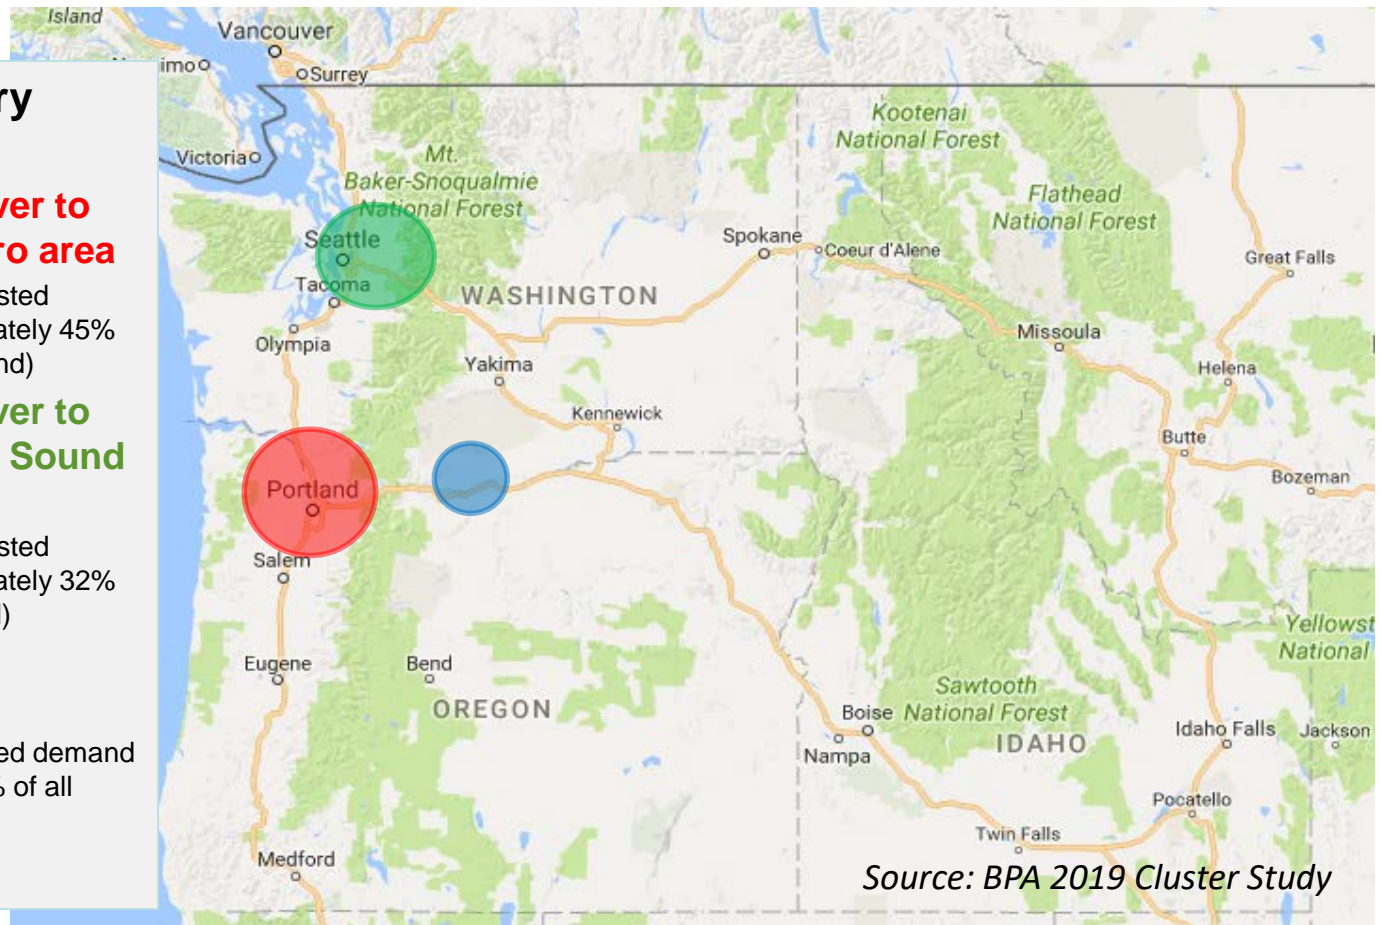 Island
Vancouver
imo
Surrey
Victoria
Mt.
Baker-Snoqualmie
National Forest
Kootenai
National Forest
Flathead
National Forest
Seattle
Tacoma
WASHINGTON
Spokane
Coeur d'Alene
Great Falls
Olympia
Missoula
Yakima
Helena
Kennewick
Butte
Bozeman
Portland
Salem
Eugene
Bend
OREGON
Sawtooth
National Forest
Boise
Nampa
IDAHO
Idaho Falls
Jackson
Yellowst
National
Pocatello
Twin Falls
Medford
ry
ver to
ro area
sted
ately 45%
nd)
ver to
Sound
sted
ately 32%
l)
ed demand
% of all
Source: BPA 2019 Cluster Study